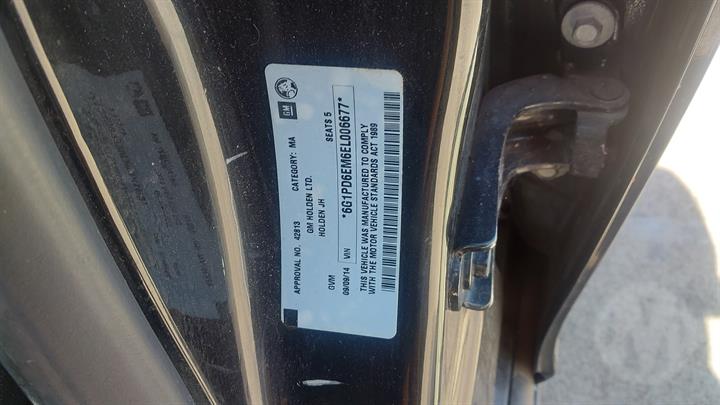 GM
APPROVAL NO. 42813 CATEGORY: MA
GM HOLDEN LTD.
HOLDEN JH SEATS 5
GVM
09/09/14 VIN *6G1PD6EM6EL006677*
THIS VEHICLE WAS MANUFACTURED TO COMPLY
WITH THE MOTOR VEHICLE STANDARDS ACT 1989